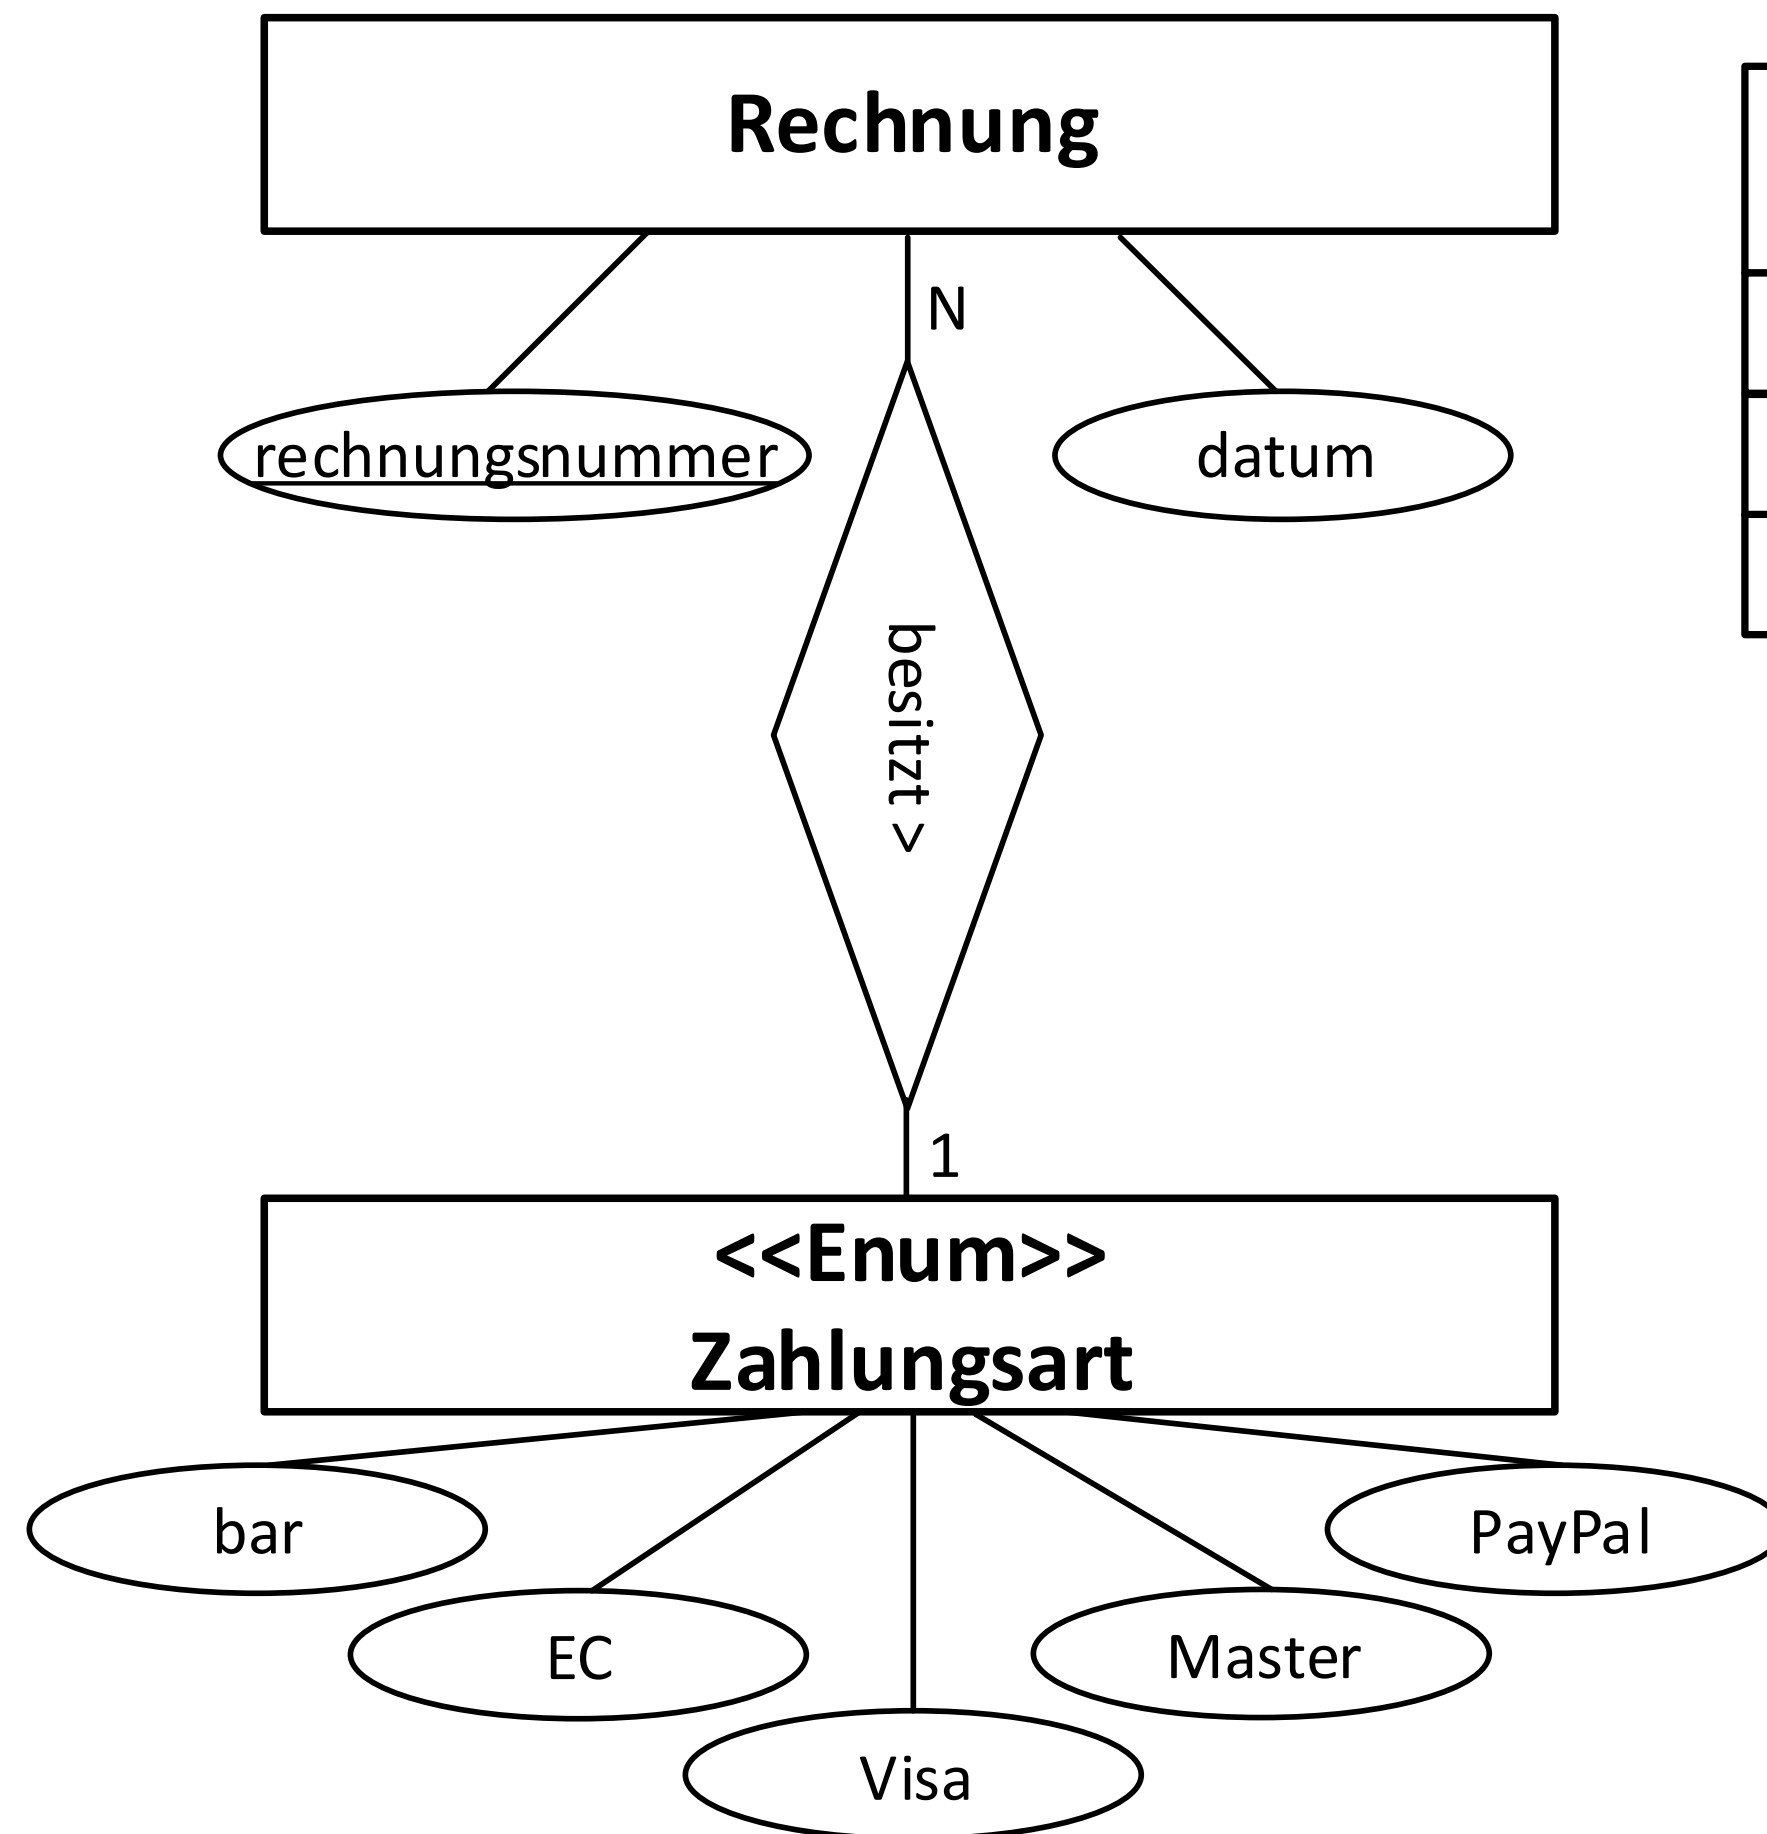 Rechnung
N
rechnungsnummer
datum
besitzt >
1
<<Enum>>
Zahlungsart
bar
PayPal
EC
Master
Visa